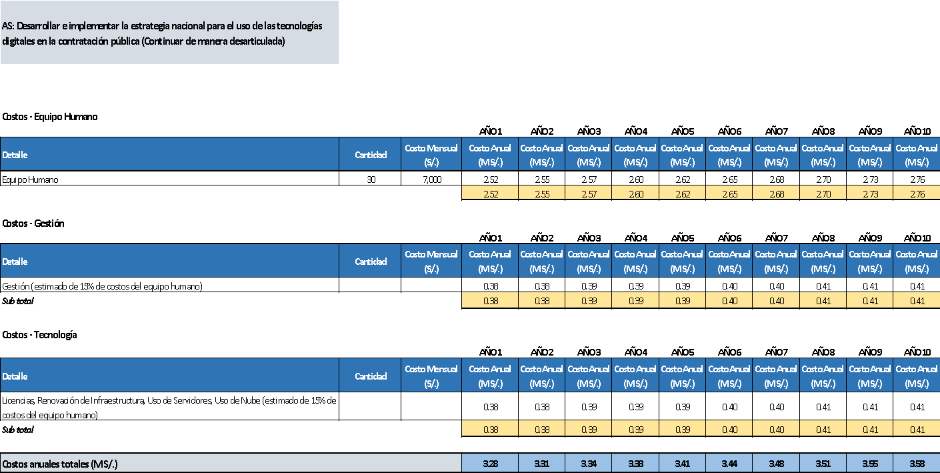 AS: Desarrollar e implementar la estrategia nacional para el uso de las tecnologías
digitales en la contratación pública (Continuar de manera desarticulada)
Costos - Equipo Humano
AÑO1 AÑO2 AÑO3 AÑO4 AÑO5 AÑO6 AÑO7 AÑO8 AÑO9 AÑO10
Detalle Cantidad Costo Mensual (S/.) Costo Anual (MS/.) Costo Anual (MS/.) Costo Anual (MS/.) Costo Anual (MS/.) Costo Anual (MS/.) Costo Anual (MS/.) Costo Anual (MS/.) Costo Anual (MS/.) Costo Anual (MS/.) Costo Anual (MS/.)
Equipo Humano 30 7,000 2.52 2.55 2.57 2.60 2.62 2.65 2.68 2.70 2.73 2.76
2.52 2.55 2.57 2.60 2.62 2.65 2.68 2.70 2.73 2.76
Costos - Gestión
AÑO1 AÑO2 AÑO3 AÑO4 AÑO5 AÑO6 AÑO7 AÑO8 AÑO9 AÑO10
Detalle Cantidad Costo Mensual (S/.) Costo Anual (MS/.) Costo Anual (MS/.) Costo Anual (MS/.) Costo Anual (MS/.) Costo Anual (MS/.) Costo Anual (MS/.) Costo Anual (MS/.) Costo Anual (MS/.) Costo Anual (MS/.) Costo Anual (MS/.)
Gestión (estimado de 15% de costos del equipo humano) 0.38 0.38 0.39 0.39 0.39 0.40 0.40 0.41 0.41 0.41
Sub total 0.38 0.38 0.39 0.39 0.39 0.40 0.40 0.41 0.41 0.41
Costos - Tecnología
AÑO1 AÑO2 AÑO3 AÑO4 AÑO5 AÑO6 AÑO7 AÑO8 AÑO9 AÑO10
Detalle Cantidad Costo Mensual (S/.) Costo Anual (MS/.) Costo Anual (MS/.) Costo Anual (MS/.) Costo Anual (MS/.) Costo Anual (MS/.) Costo Anual (MS/.) Costo Anual (MS/.) Costo Anual (MS/.) Costo Anual (MS/.) Costo Anual (MS/.)
Licencias, Renovación de Infraestructura, Uso de Servidores, Uso de Nube (estimado de 15% de
costos del equipo humano) 0.38 0.38 0.39 0.39 0.39 0.40 0.40 0.41 0.41 0.41
Sub total 0.38 0.38 0.39 0.39 0.39 0.40 0.40 0.41 0.41 0.41
Costos anuales totales (MS/.) 3.28 3.31 3.34 3.38 3.41 3.44 3.48 3.51 3.55 3.58